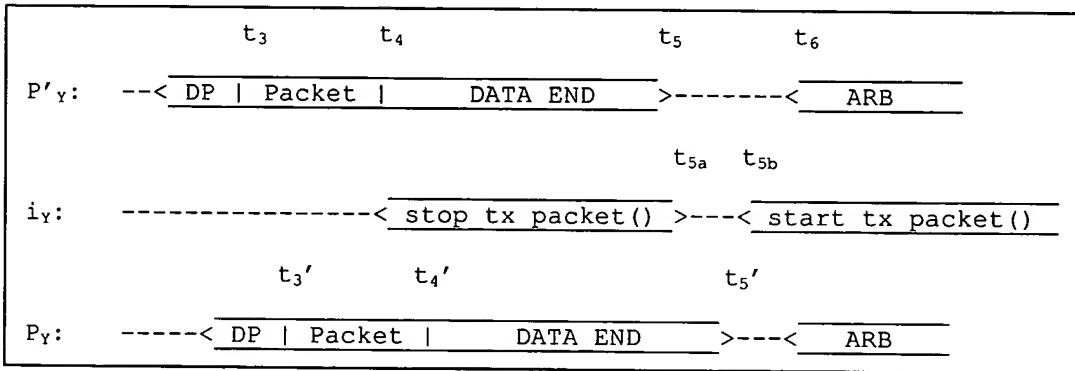 t₃ t₄ t₅ t₆
P'Y: --< DP | Packet | DATA END >-------< ARB
t₅ₐ t5b
iY: ----------------< stop tx packet() >---< start tx packet()
t₃' t₄' t₅'
PY: -----< DP | Packet | DATA END >---< ARB